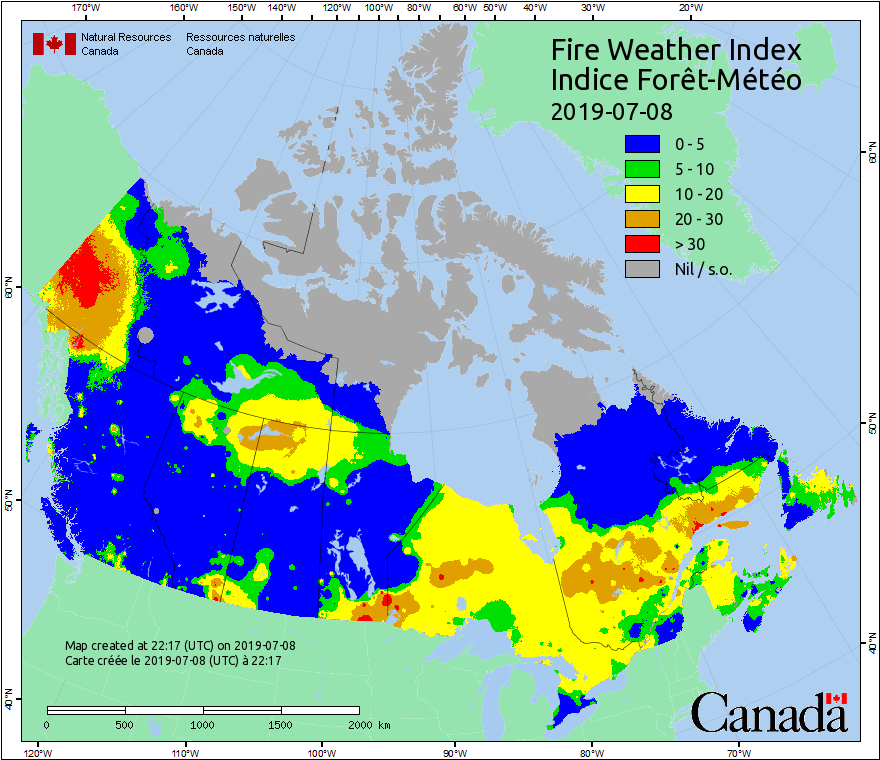 170°W 160°W 150°W 140°W 120°W 100°W 80°W 60°W 50°W 40°W 30°W 20°W
Natural Resources Ressources naturelles
Canada Canada
Fire Weather Index
Indice Forêt-Météo
2019-07-08
0 - 5
5 - 10
10 - 20
20 - 30
> 30
Nil / s.o.
60°N
60°N
50°N
50°N
40°N
40°N
Map created at 22:17 (UTC) on 2019-07-08
Carte créée le 2019-07-08 (UTC) à 22:17
0 500 1000 1500 2000 km
Canada
120°W 110°W 100°W 90°W 80°W 70°W